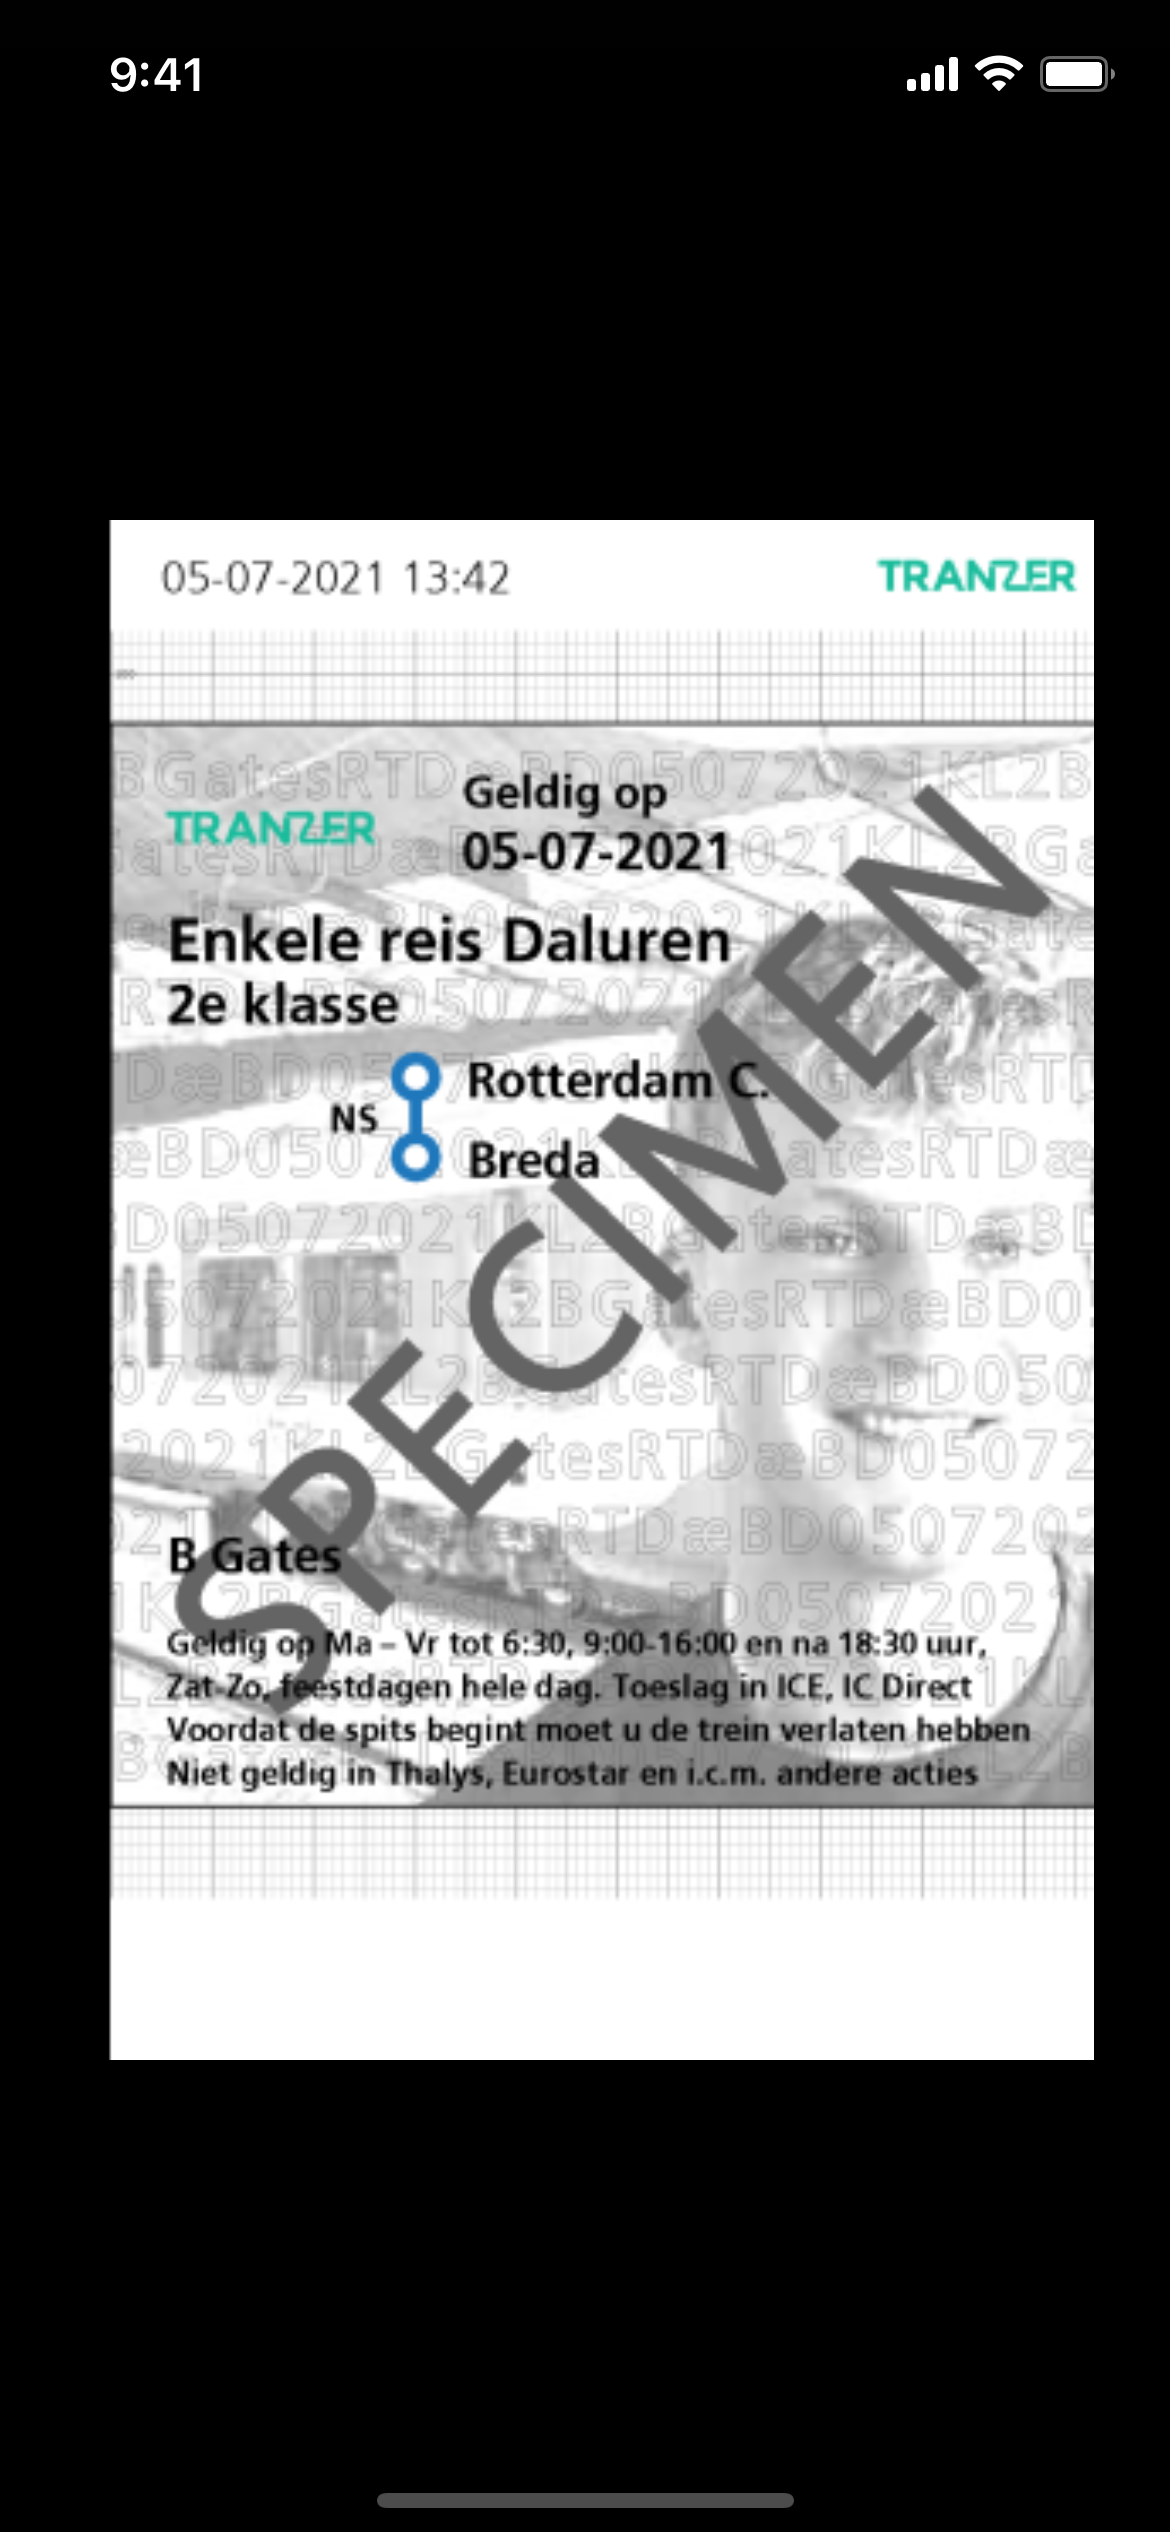 9:41
05-07-2021 13:42 TRANZER
Geldig op
TRANZER 05-07-2021
Enkele reis Daluren
2e klasse
Rotterdam C.
NS
Breda
SPECIMEN
B Gates
Geldig op Ma – Vr tot 6:30, 9:00-16:00 en na 18:30 uur,
Zat-Zo, feestdagen hele dag. Toeslag in ICE, IC Direct
Voordat de spits begint moet u de trein verlaten hebben
Niet geldig in Thalys, Eurostar en i.c.m. andere acties